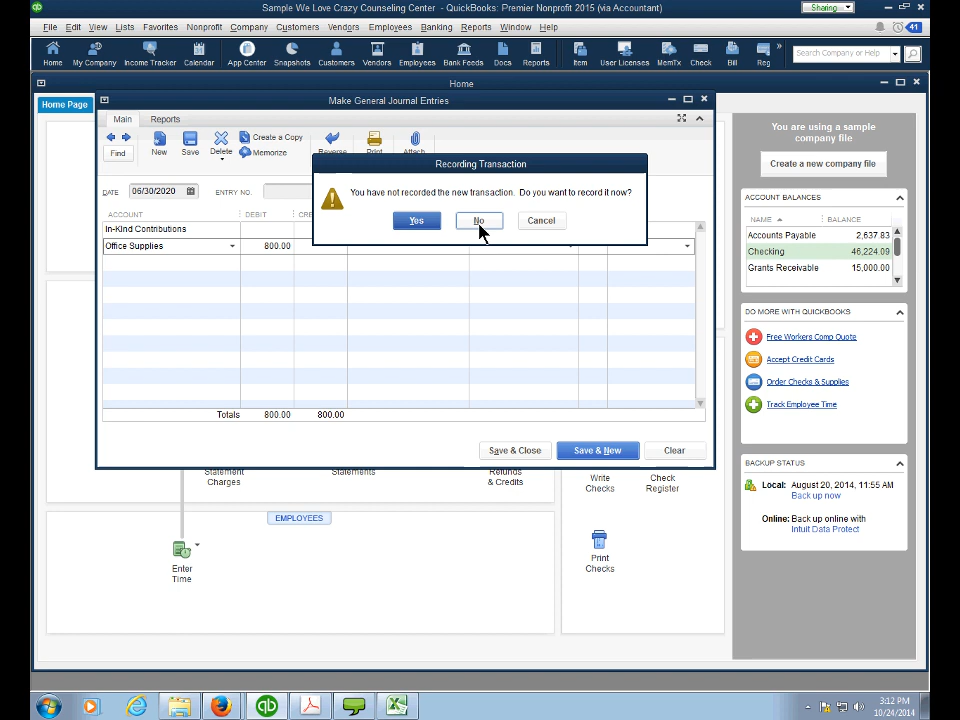 Sample We Love Crazy Counseling Center - QuickBooks: Premier Nonprofit 2015 (via Accountant)
Sharing
File Edit View Lists Favorites Nonprofit Company Customers Vendors Employees Banking Reports Window Help
41
Home My Company Income Tracker Calendar App Center Snapshots Customers Vendors Employees Bank Feeds Docs Reports Item User Licenses MemTx Check Bill Reg
Search Company or Help
Home
Home Page
Make General Journal Entries
Main Reports
Find New Save Delete
Create a Copy
Memorize
Reverse Print Attach
DATE 06/30/2020 ENTRY NO.
ACCOUNT DEBIT
In-Kind Contributions
Office Supplies 800.00
Totals 800.00 800.00
Save & Close Save & New Clear
Recording Transaction
You have not recorded the new transaction. Do you want to record it now?
Yes No Cancel
Statement Charges
Statements
Refunds & Credits
Write Checks
Check Register
EMPLOYEES
Enter Time
Print Checks
You are using a sample
company file
Create a new company file
ACCOUNT BALANCES
NAME BALANCE
Accounts Payable 2,637.83
Checking 46,224.09
Grants Receivable 15,000.00
DO MORE WITH QUICKBOOKS
Free Workers Comp Quote
Accept Credit Cards
Order Checks & Supplies
Track Employee Time
BACKUP STATUS
Local: August 20, 2014, 11:55 AM
Back up now
Online: Back up online with
Intuit Data Protect
3:12 PM
10/24/2014